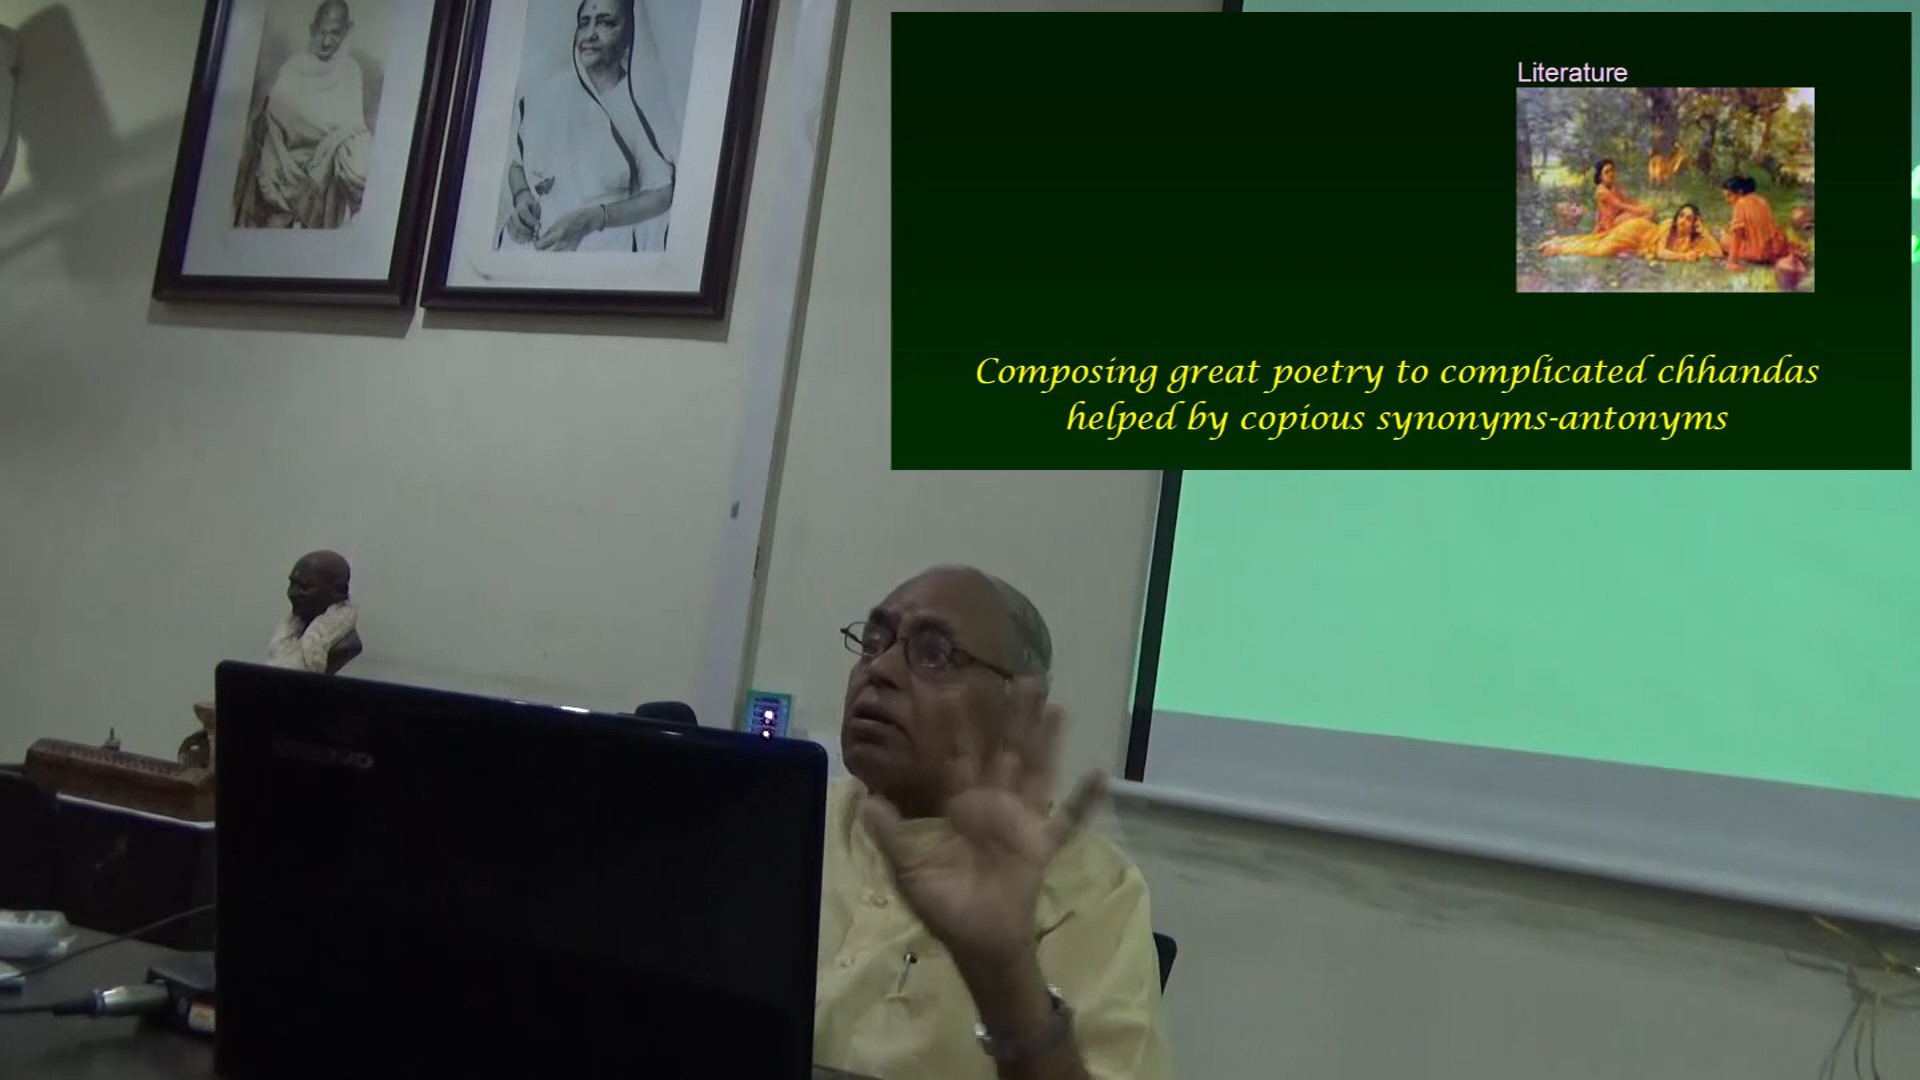 Literature
Composing great poetry to complicated chhandas
helped by copious synonyms-antonyms